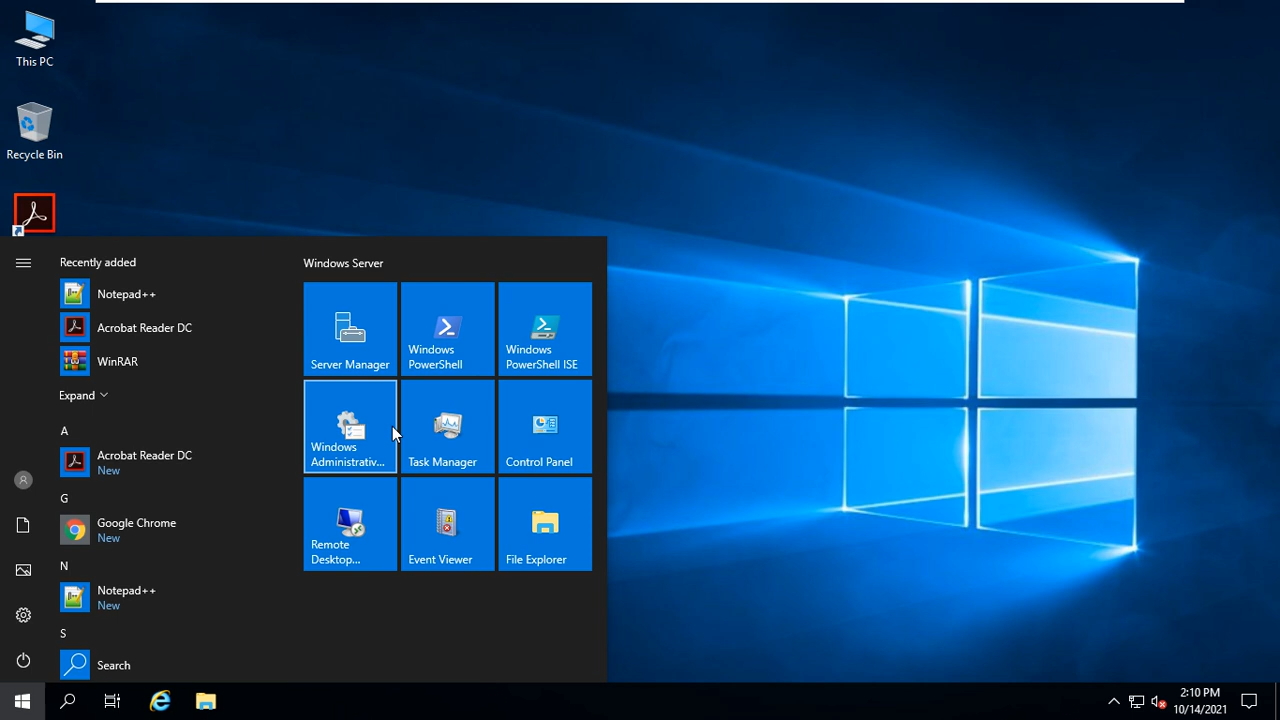 This PC
Recycle Bin
Recently added
Notepad++
Acrobat Reader DC
WinRAR
Expand
A
Acrobat Reader DC
New
G
Google Chrome
New
N
Notepad++
New
S
Search
Windows Server
Server Manager
Windows
PowerShell
Windows
PowerShell ISE
Windows
Administrativ...
Task Manager
Control Panel
Remote
Desktop...
Event Viewer
File Explorer
2:10 PM
10/14/2021